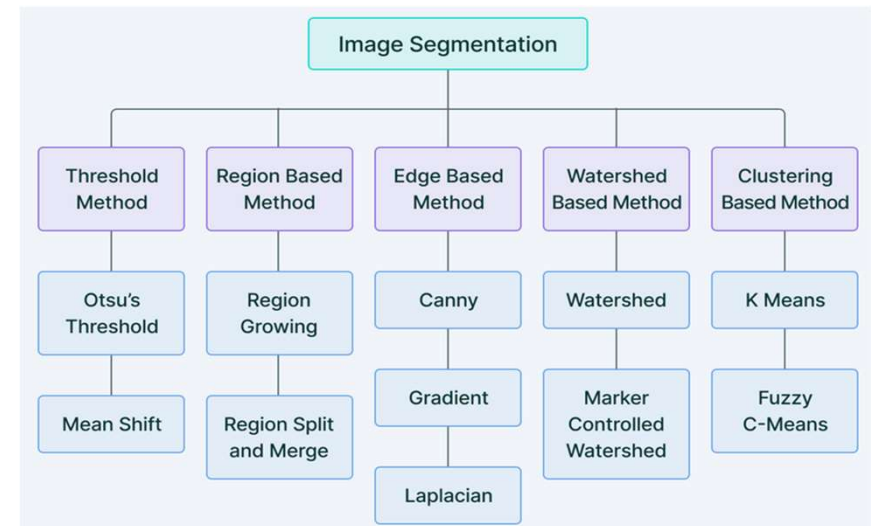 Image Segmentation
Threshold
Method
Region Based
Method
Edge Based
Method
Watershed
Based Method
Clustering
Based Method
Otsu’s
Threshold
Region
Growing
Canny
Watershed
K Means
Mean Shift
Region Split
and Merge
Gradient
Marker
Controlled
Watershed
Fuzzy
C-Means
Laplacian